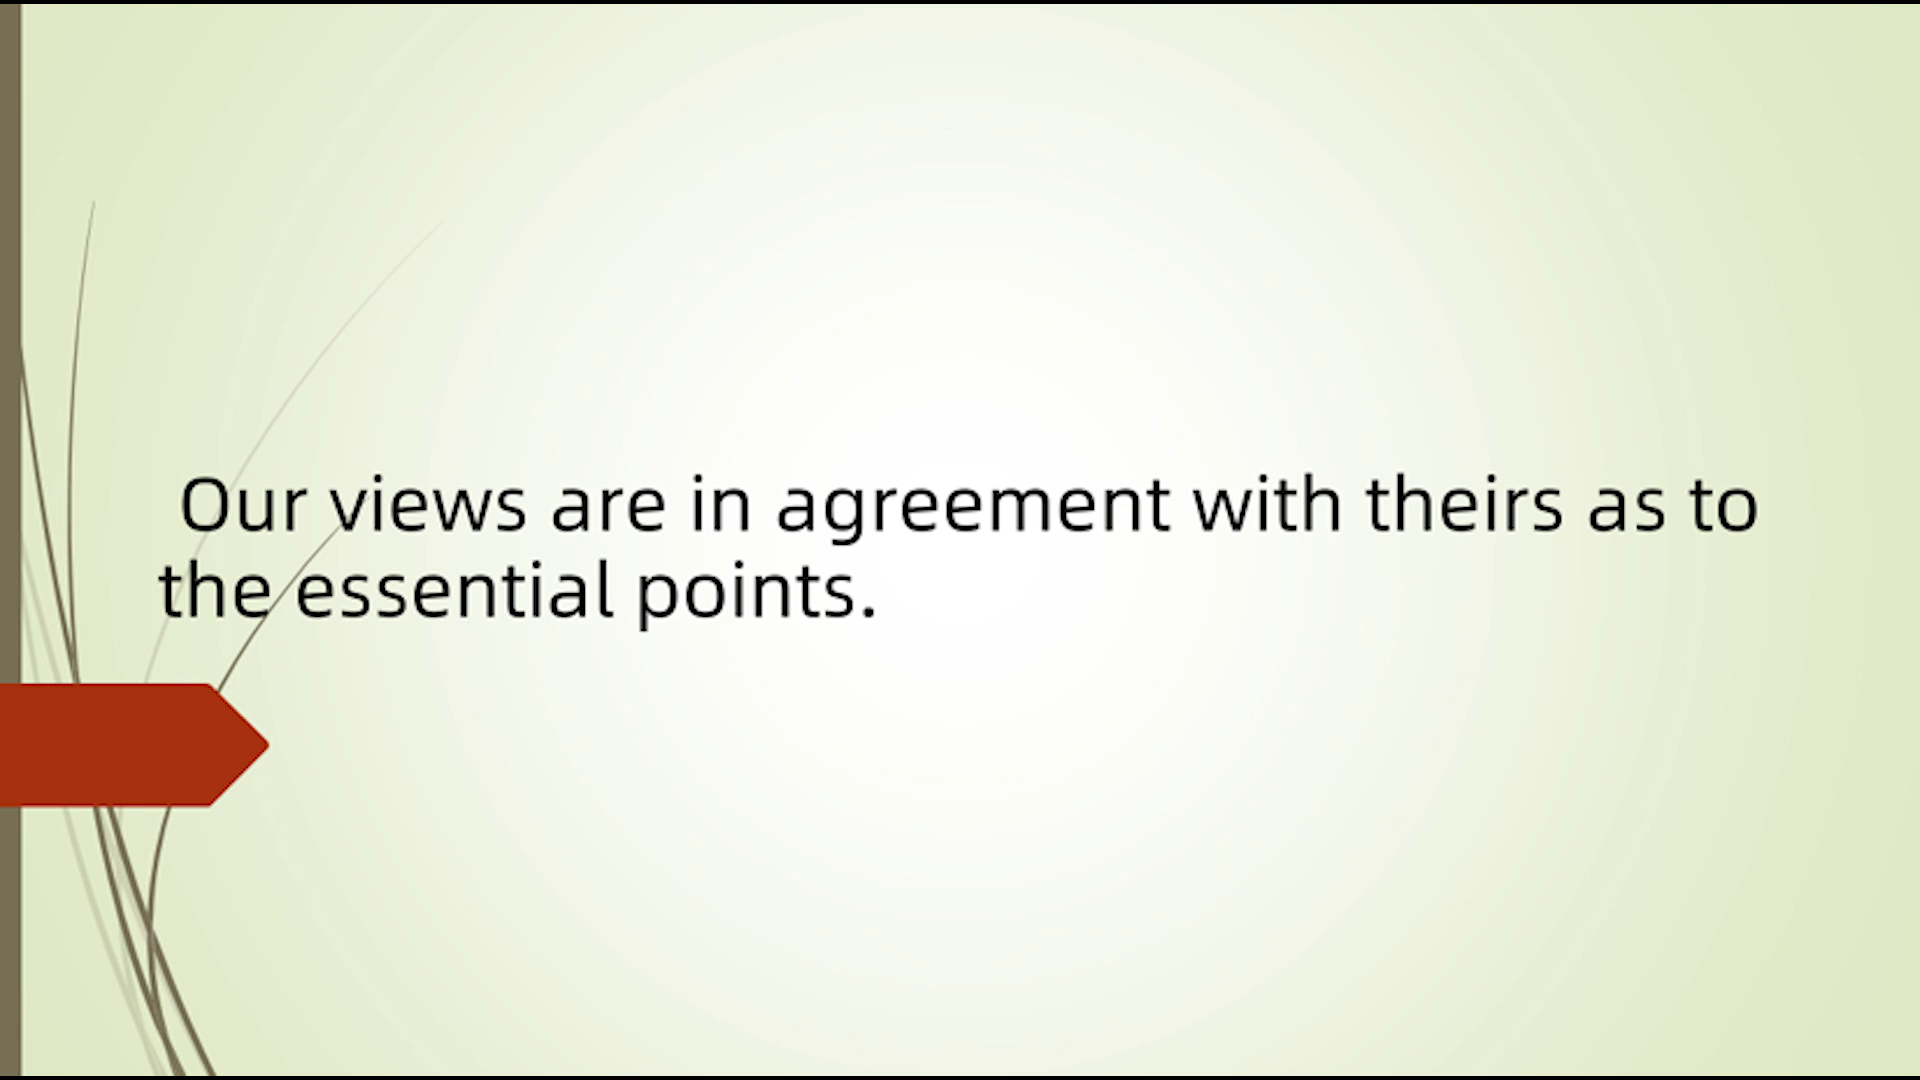 Our views are in agreement with theirs as to
the essential points.